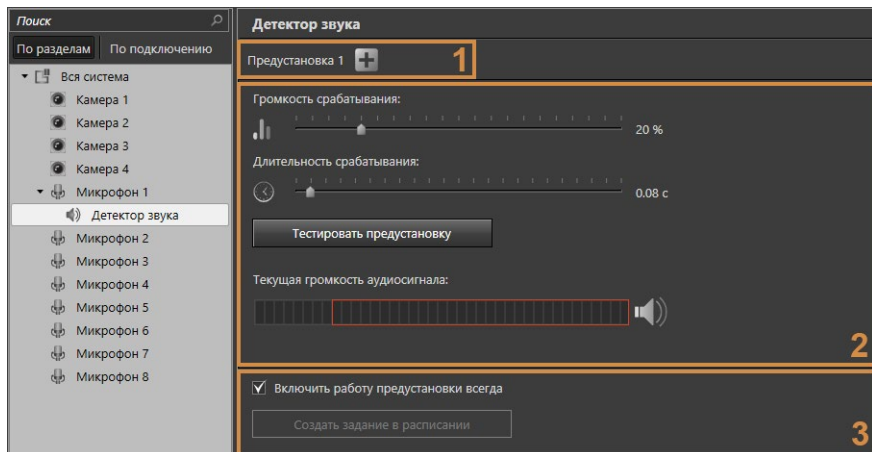 Поиск
По разделам По подключению
Вся система
Камера 1
Камера 2
Камера 3
Камера 4
Микрофон 1
Детектор звука
Микрофон 2
Микрофон 3
Микрофон 4
Микрофон 5
Микрофон 6
Микрофон 7
Микрофон 8
Детектор звука
Предустановка 1 1
Громкость срабатывания:
20 %
Длительность срабатывания:
0.08 с
Тестировать предустановку
Текущая громкость аудиосигнала:
2
Включить работу предустановки всегда
Создать задание в расписании
3